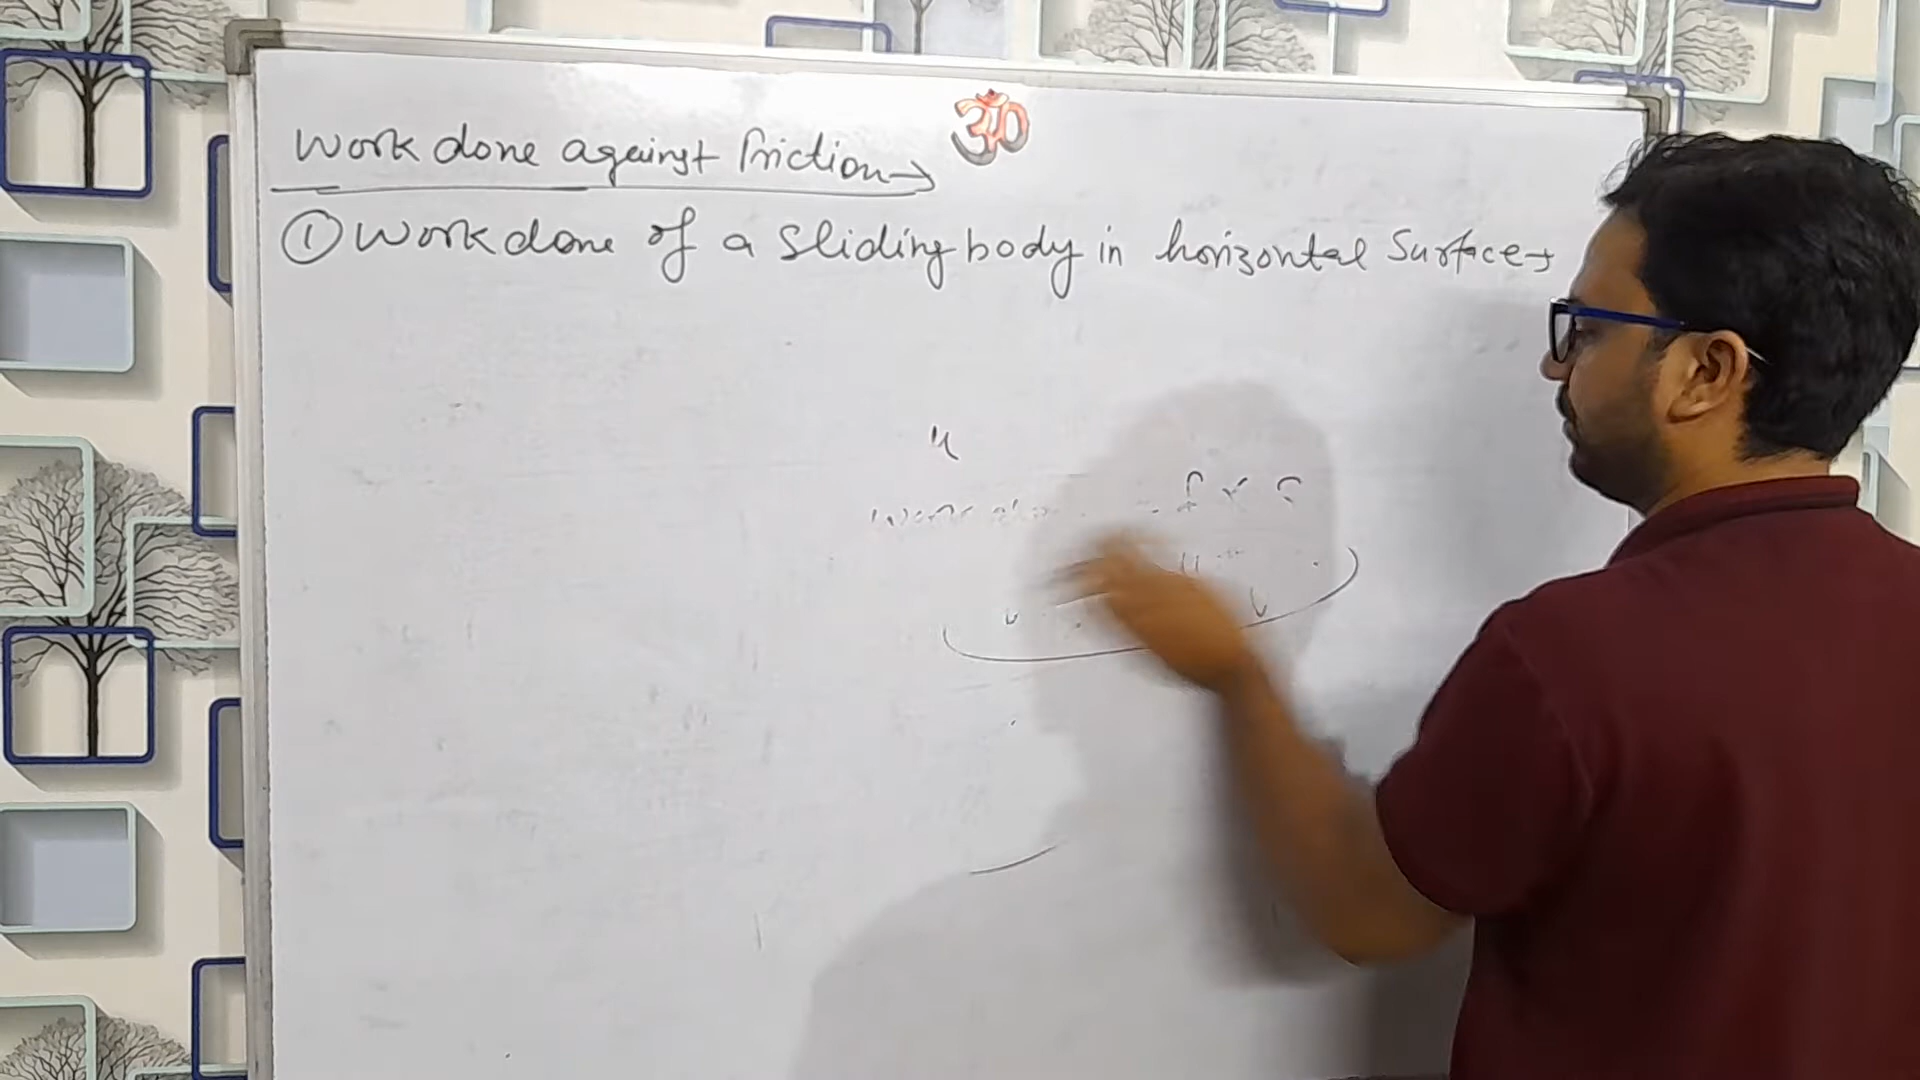 Work done against friction→
ॐ
① Work done of a sliding body in horizontal surface→
f x s